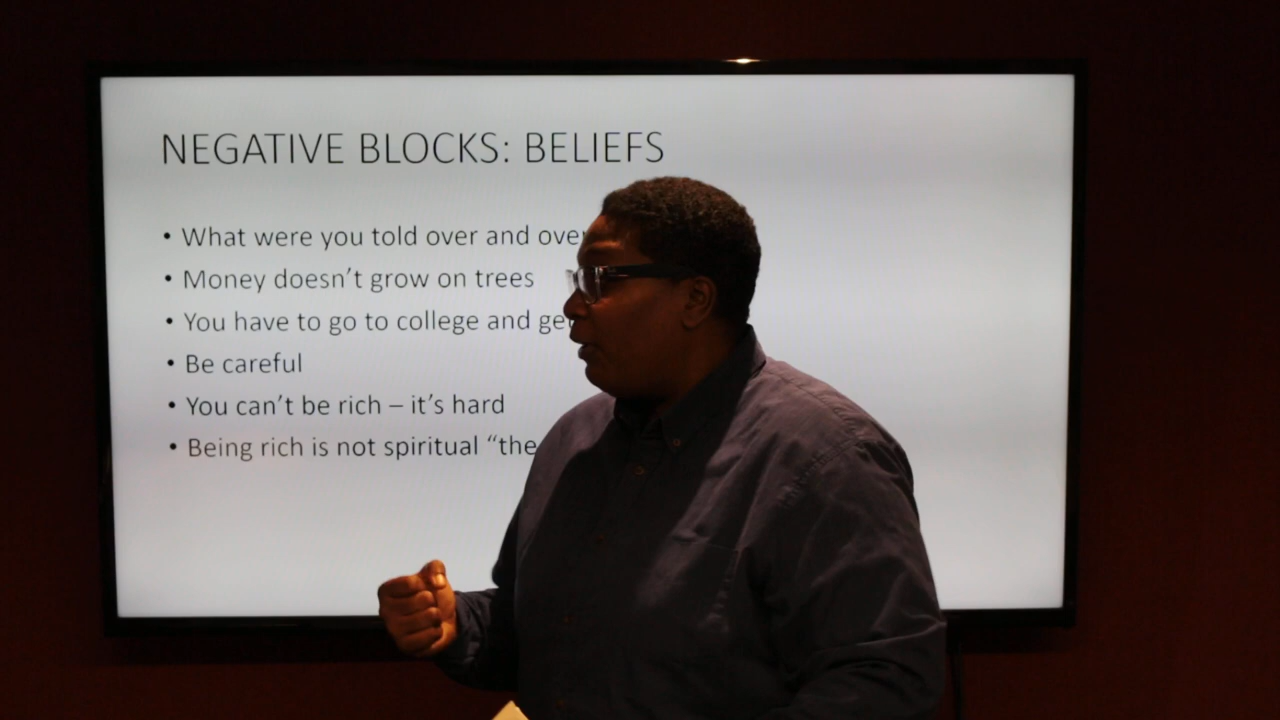 NEGATIVE BLOCKS: BELIEFS
• What were you told over and over
• Money doesn't grow on trees
• You have to go to college and get
• Be careful
• You can't be rich – it's hard
• Being rich is not spiritual "the